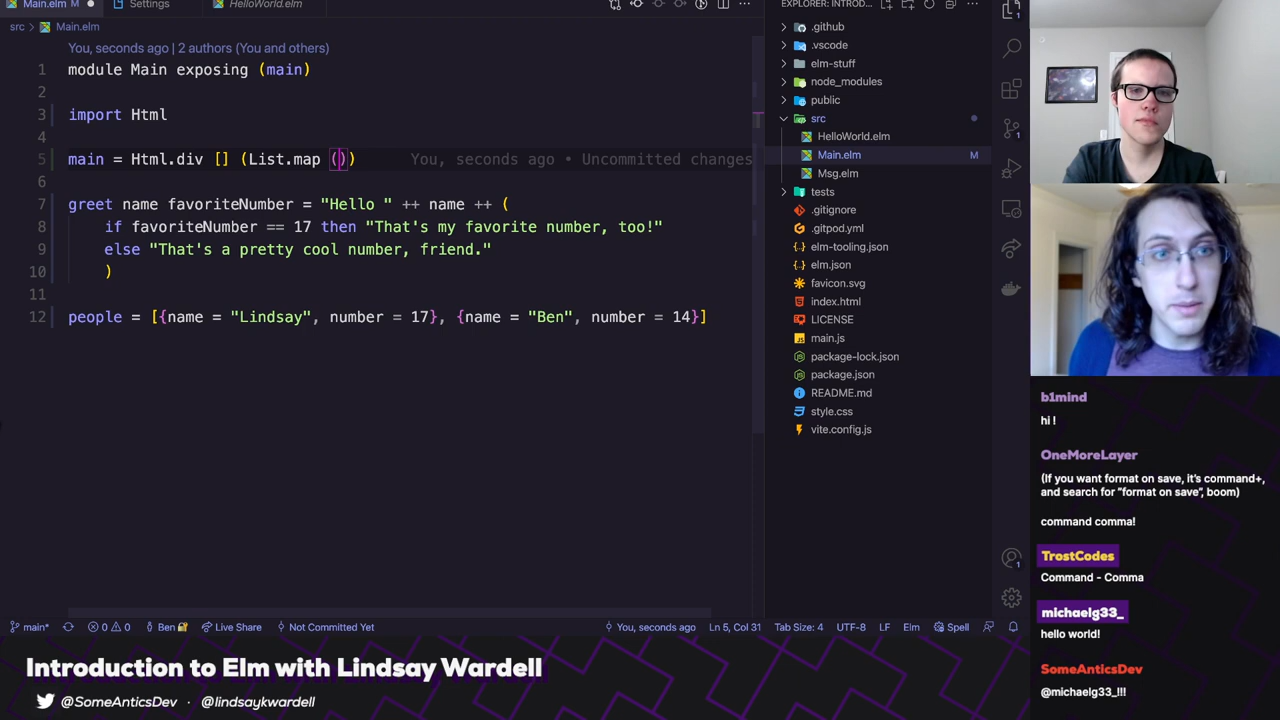 Main.elm M
Settings
HelloWorld.elm
src > Main.elm
You, seconds ago | 2 authors (You and others)
1 module Main exposing (main)
2
3 import Html
4
5 main = Html.div [] (List.map ()) You, seconds ago • Uncommitted changes
6
7 greet name favoriteNumber = "Hello " ++ name ++ (
8 if favoriteNumber == 17 then "That's my favorite number, too!"
9 else "That's a pretty cool number, friend."
10 )
11
12 people = [{name = "Lindsay", number = 17}, {name = "Ben", number = 14}]
EXPLORER: INTROD...
.github
.vscode
elm-stuff
node_modules
public
src
HelloWorld.elm
Main.elm M
Msg.elm
tests
.gitignore
.gitpod.yml
elm-tooling.json
elm.json
favicon.svg
index.html
LICENSE
main.js
package-lock.json
package.json
README.md
style.css
vite.config.js
1
1
1
b1mind
hi !
OneMoreLayer
(If you want format on save, it's command+,
and search for "format on save", boom)
command comma!
TrostCodes
Command - Comma
michaelg33_
hello world!
SomeAnticsDev
@michaelg33_!!!
main* 0 0 Ben Live Share Not Committed Yet You, seconds ago Ln 5, Col 31 Tab Size: 4 UTF-8 LF Elm Spell
Introduction to Elm with Lindsay Wardell
@SomeAnticsDev · @lindsaykwardell